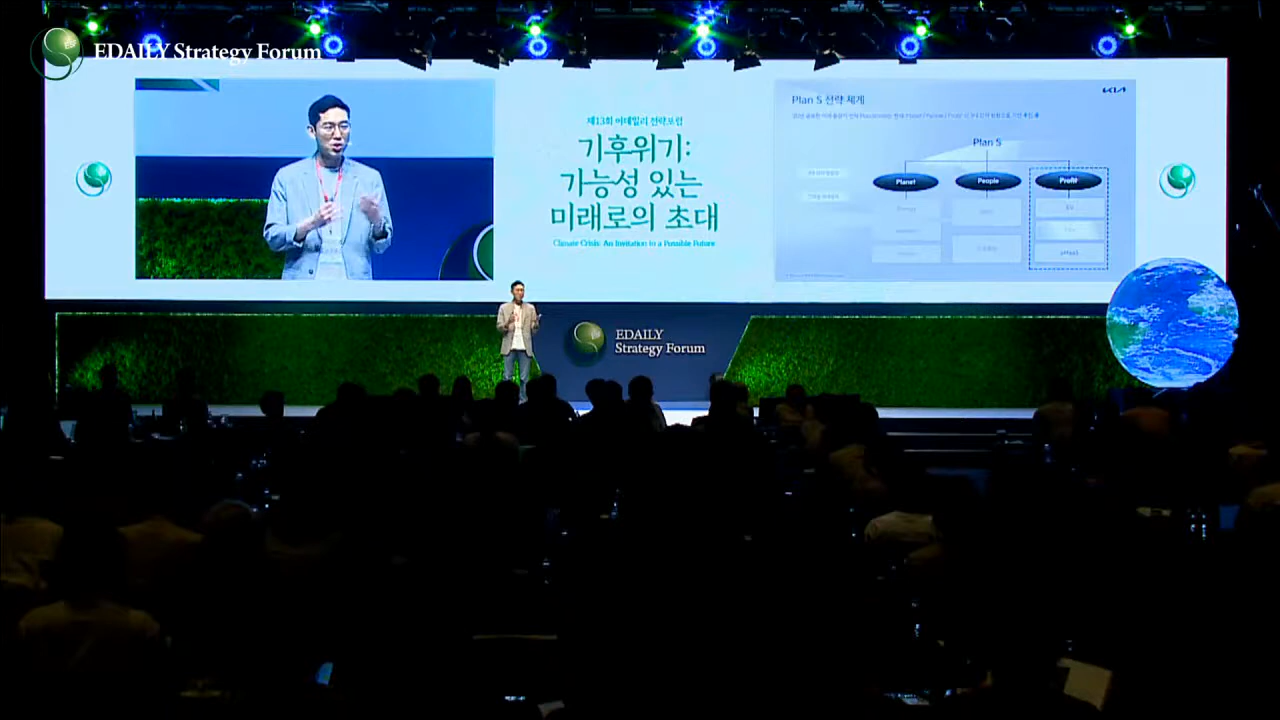 EDAILY Strategy Forum
제13회 이데일리 전략포럼
기후위기:
가능성 있는
미래로의 초대
Climate Crisis: An Invitation to a Possible Future
Plan S 전략 체계
KIA
Plan S
Planet
People
Profit
EDAILY
Strategy Forum